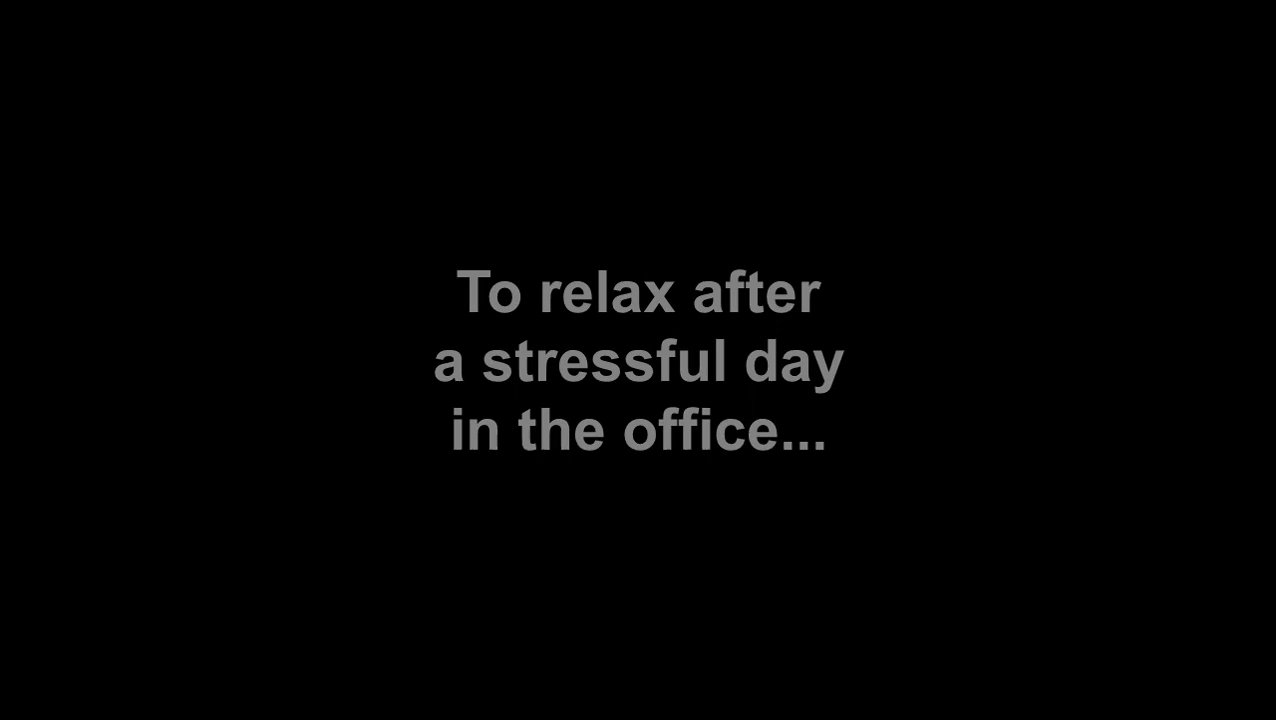 To relax after
a stressful day
in the office...